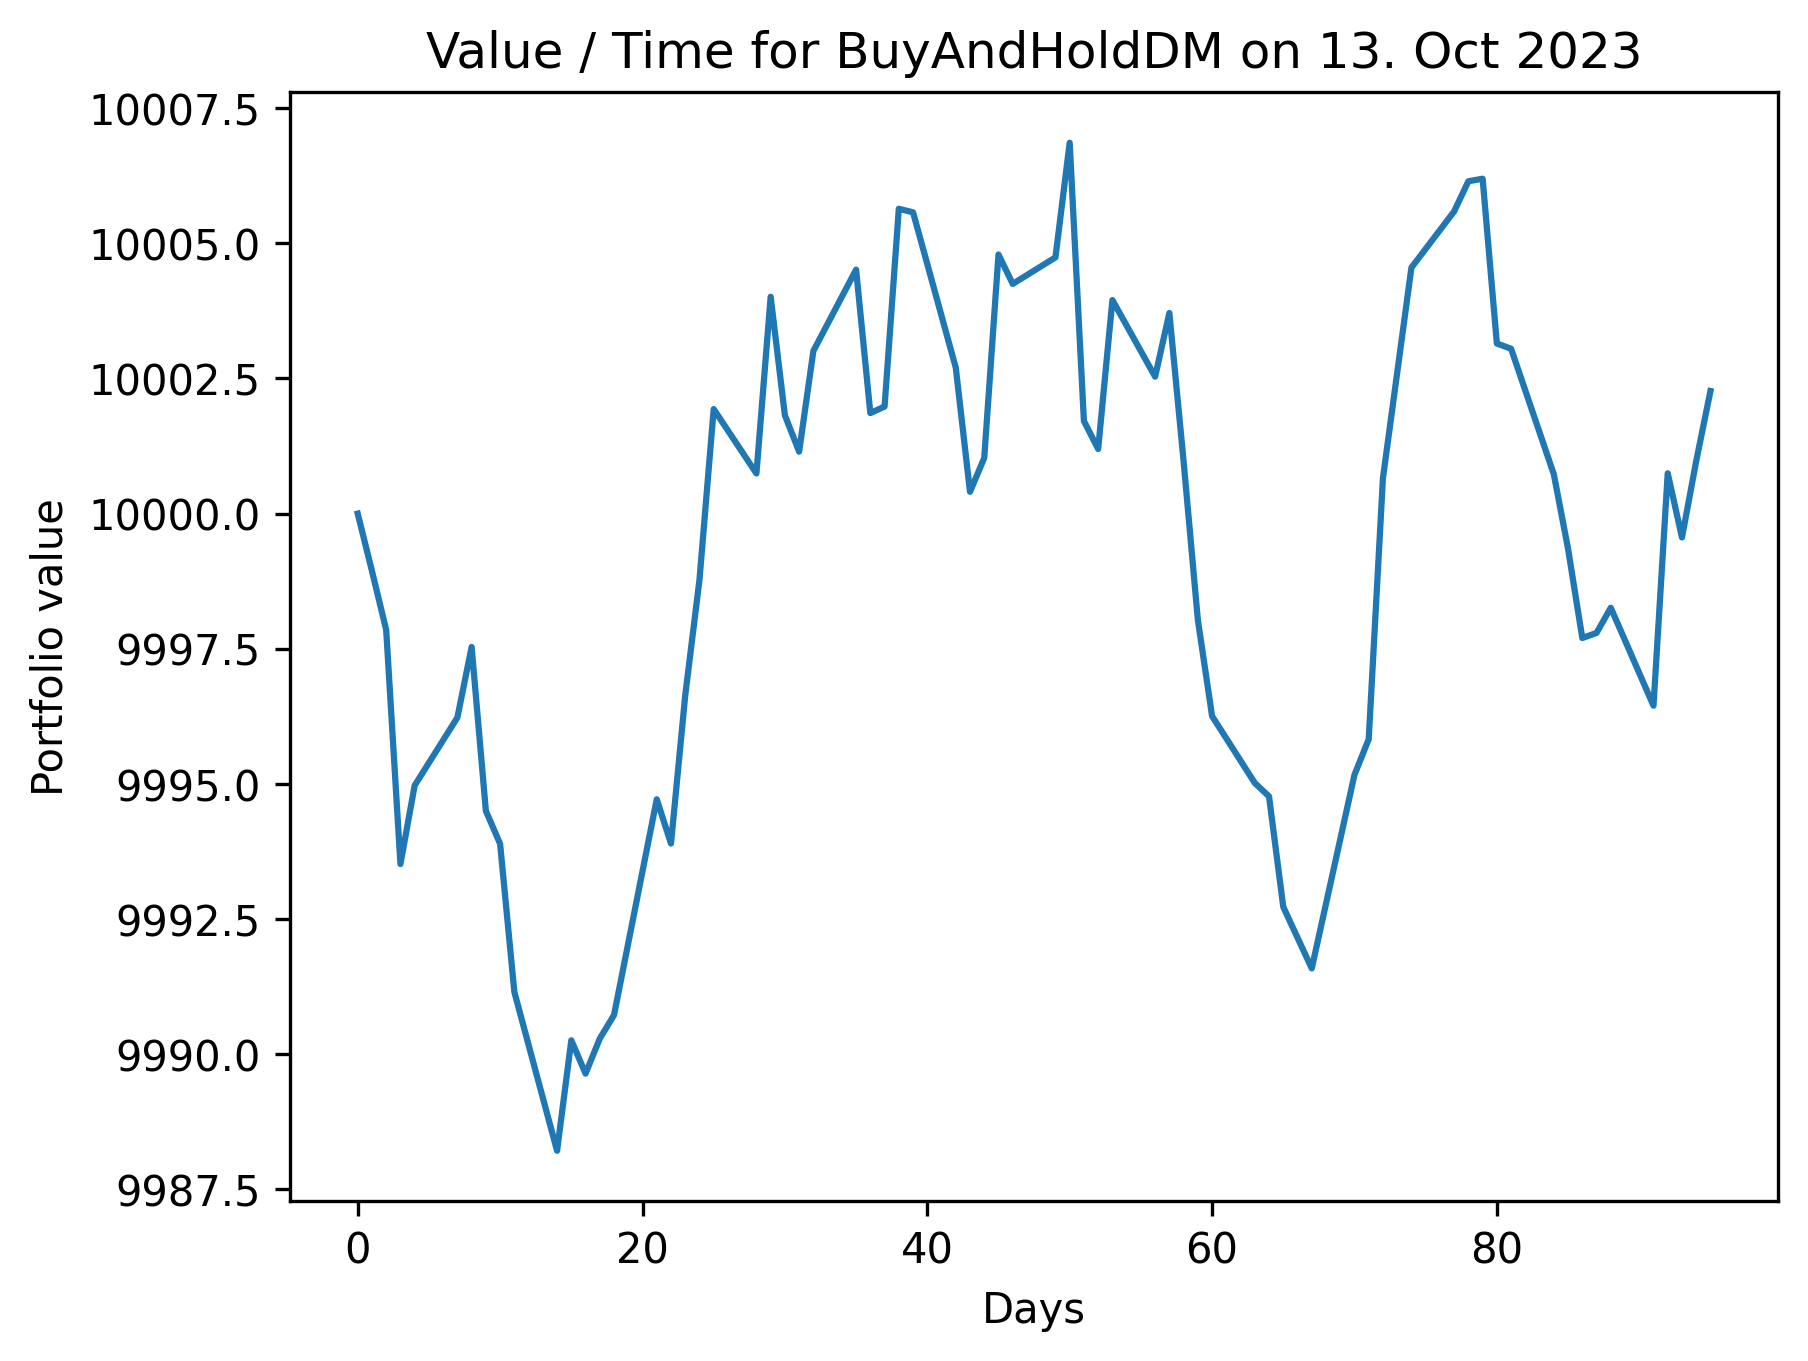 Value / Time for BuyAndHoldDM on 13. Oct 2023
10007.5
10005.0
10002.5
10000.0
9997.5
9995.0
9992.5
9990.0
9987.5
Portfolio value
0 20 40 60 80
Days